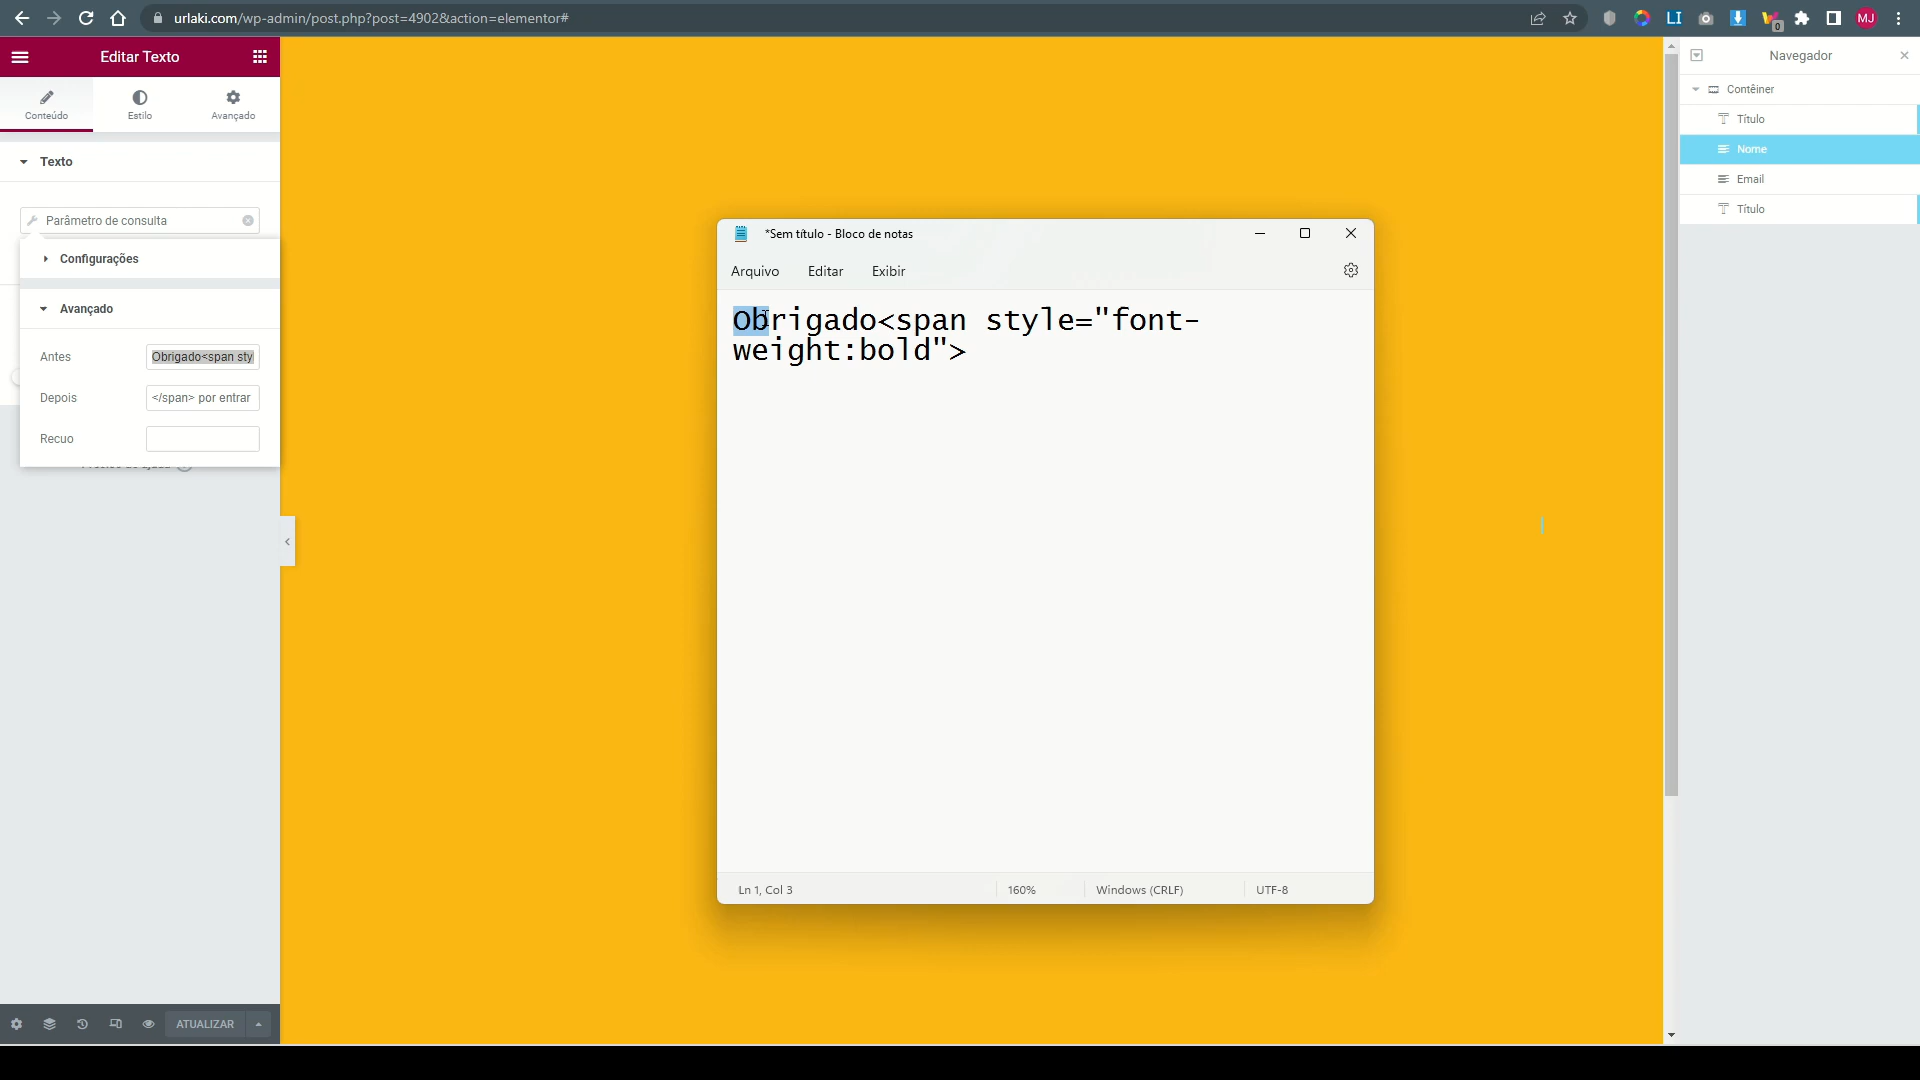 urlaki.com/wp-admin/post.php?post=4902&action=elementor#
LI
0
MJ
Editar Texto
Conteúdo
Estilo
Avançado
Texto
Parâmetro de consulta
Configurações
Avançado
Antes
Obrigado<span sty
Depois
</span> por entrar
Recuo
ATUALIZAR
*Sem título - Bloco de notas
Arquivo
Editar
Exibir
Obrigado<span style="font-
weight:bold">
Ln 1, Col 3
160%
Windows (CRLF)
UTF-8
Navegador
Contêiner
Título
Nome
Email
Título